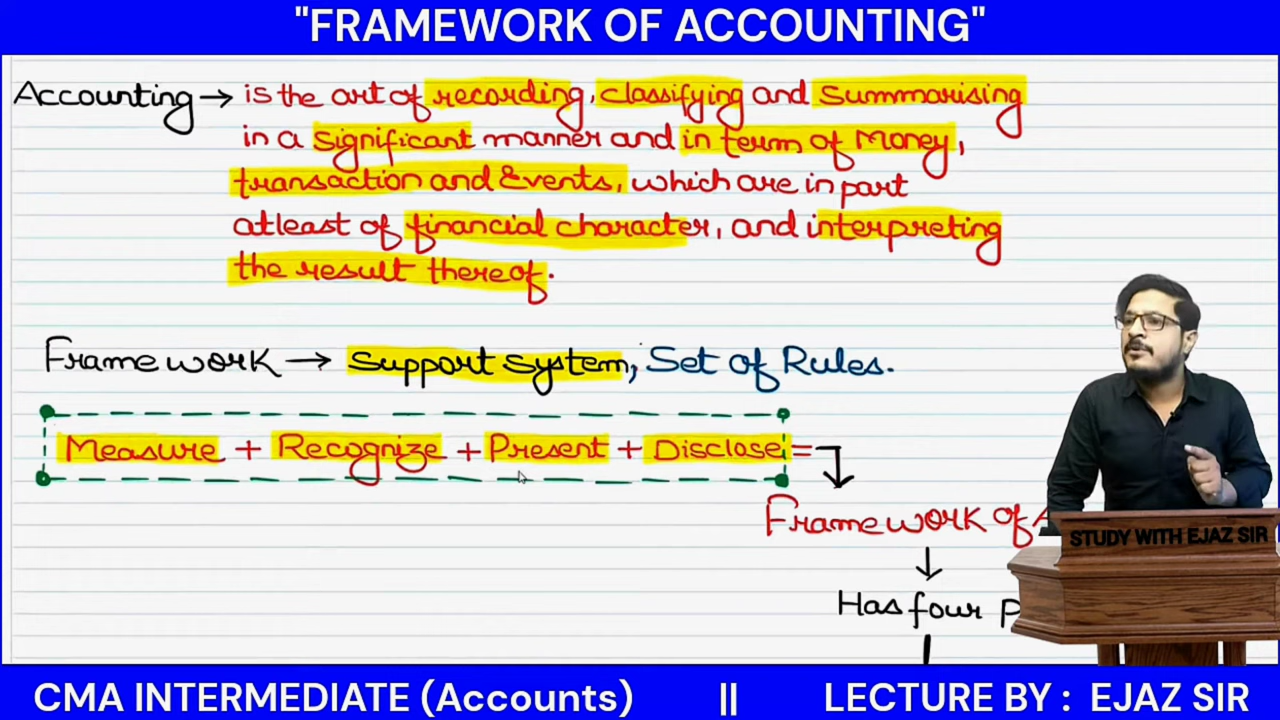 "FRAMEWORK OF ACCOUNTING"
Accounting → is the art of recording, classifying and Summarising
in a significant manner and in term of Money,
transaction and Events, which are in part
atleast of financial character, and interpreting
the result thereof.
Framework → Support system; Set of Rules.
Measure + Recognize + Present + Disclose =
Framework of A
Has four P
STUDY WITH EJAZ SIR
CMA INTERMEDIATE (Accounts) || LECTURE BY : EJAZ SIR